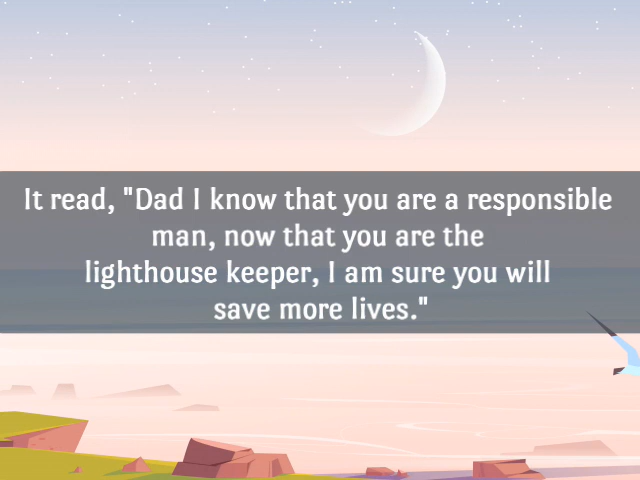 It read, "Dad I know that you are a responsible
man, now that you are the
lighthouse keeper, I am sure you will
save more lives."